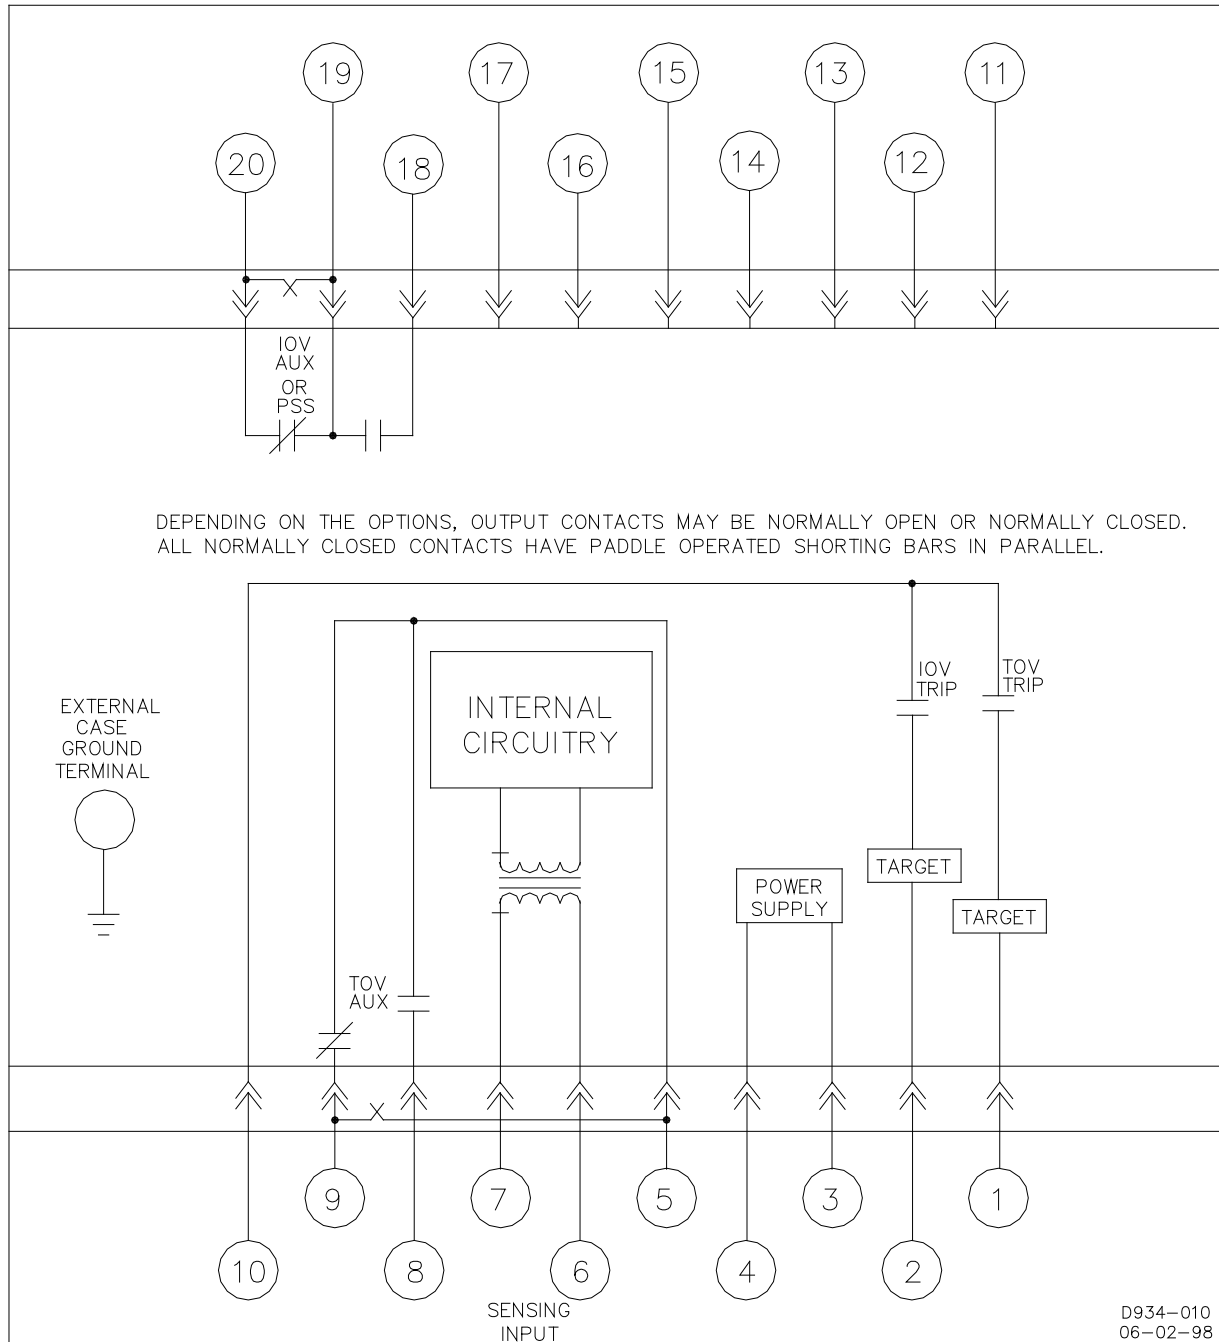 19
17
15
13
11
20
18
16
14
12
IOV
AUX
OR
PSS
DEPENDING ON THE OPTIONS, OUTPUT CONTACTS MAY BE NORMALLY OPEN OR NORMALLY CLOSED.
ALL NORMALLY CLOSED CONTACTS HAVE PADDLE OPERATED SHORTING BARS IN PARALLEL.
IOV
TRIP
TOV
TRIP
EXTERNAL
CASE
GROUND
TERMINAL
INTERNAL
CIRCUITRY
TARGET
POWER
SUPPLY
TARGET
TOV
AUX
9
7
5
3
1
10
8
6
4
2
SENSING
INPUT
D934-010
06-02-98